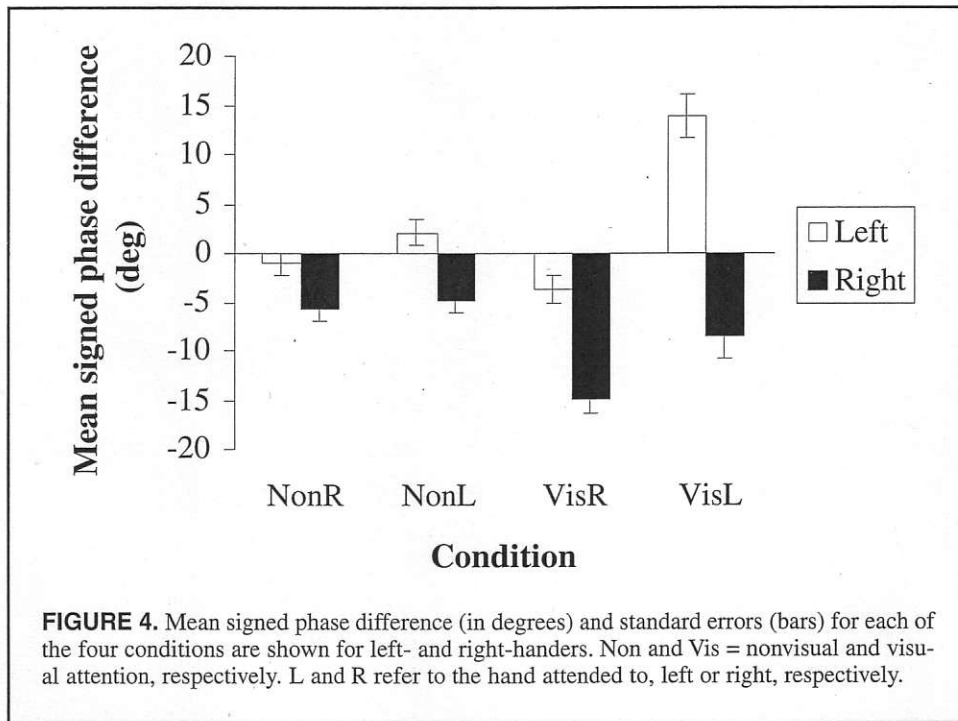 Mean signed phase difference
(deg)
20
15
10
5
0
-5
-10
-15
-20
NonR NonL VisR VisL
Condition
Left
Right
FIGURE 4. Mean signed phase difference (in degrees) and standard errors (bars) for each of
the four conditions are shown for left- and right-handers. Non and Vis = nonvisual and visu-
al attention, respectively. L and R refer to the hand attended to, left or right, respectively.